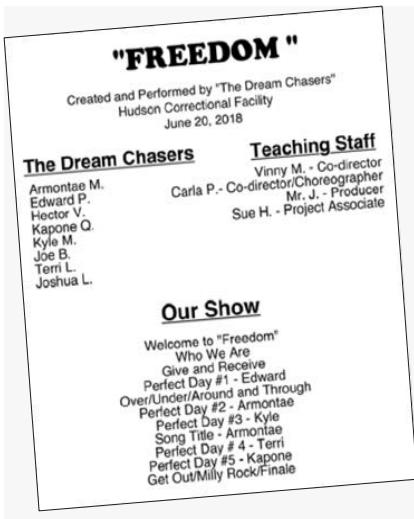 "FREEDOM "
Created and Performed by "The Dream Chasers"
Hudson Correctional Facility
June 20, 2018
The Dream Chasers
Armontae M.
Edward P.
Hector V.
Kapone Q.
Kyle M.
Joe B.
Terri L.
Joshua L.
Teaching Staff
Vinny M. - Co-director
Carla P.- Co-director/Choreographer
Mr. J. - Producer
Sue H. - Project Associate
Our Show
Welcome to "Freedom"
Who We Are
Give and Receive
Perfect Day #1 - Edward
Over/Under/Around and Through
Perfect Day #2 - Armontae
Perfect Day #3 - Kyle
Song Title - Armontae
Perfect Day # 4 - Terri
Perfect Day #5 - Kapone
Get Out/Milly Rock/Finale